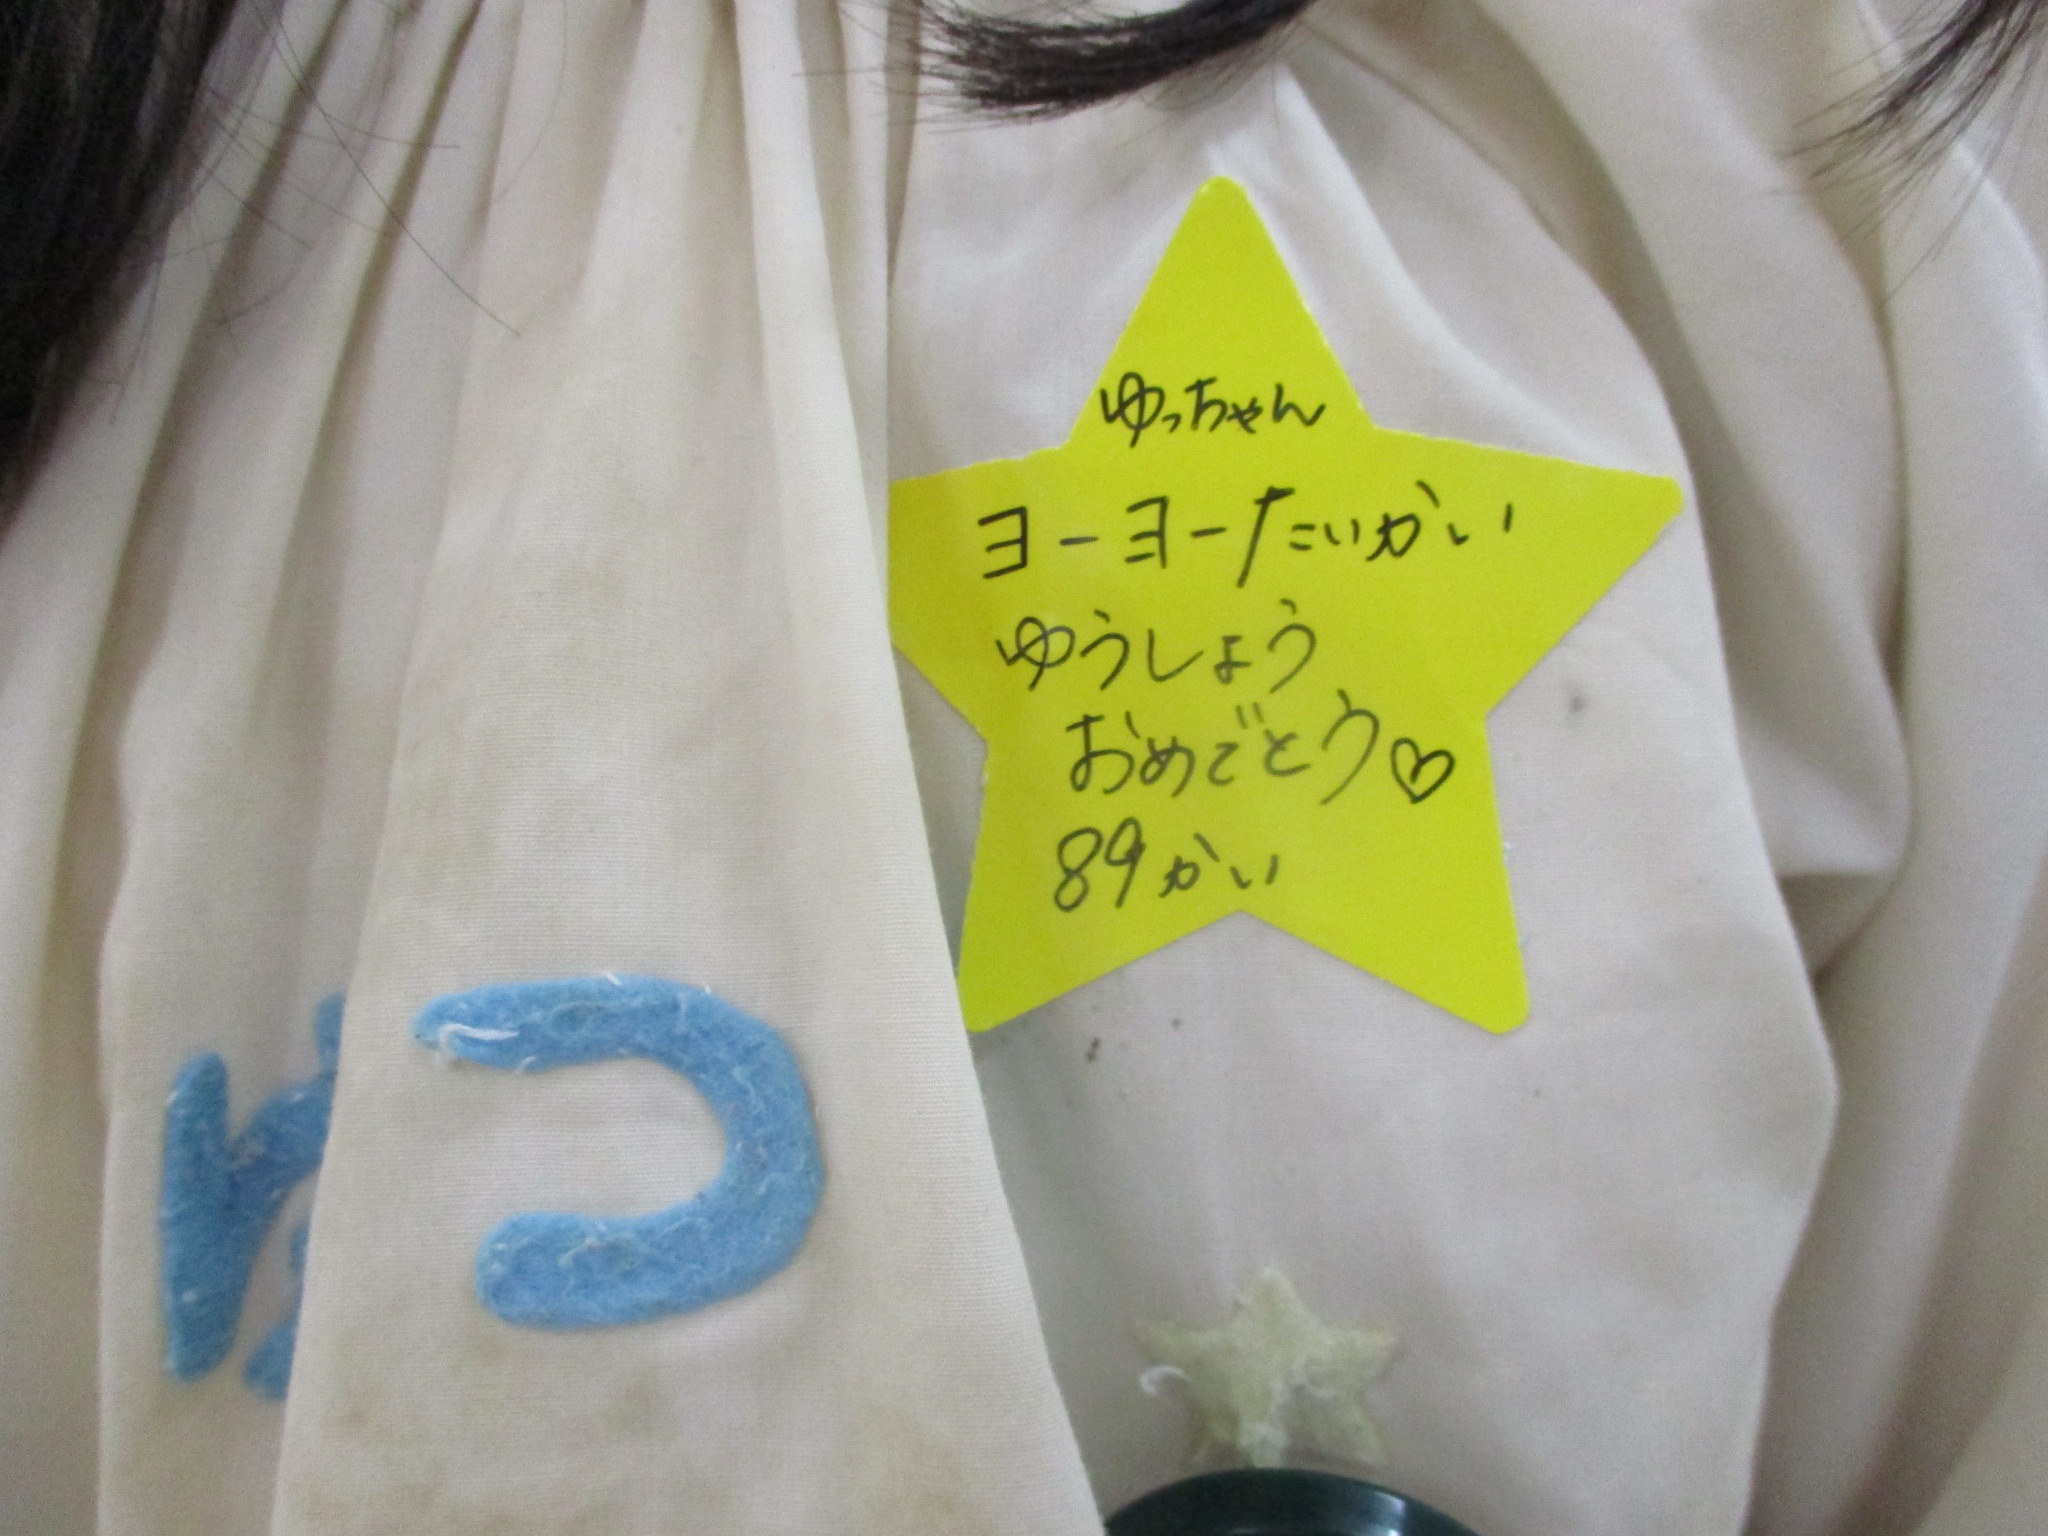 ゆっちゃん
ヨーヨーたいかい
ゆうしょう
おめでとう♡
89かい
つ